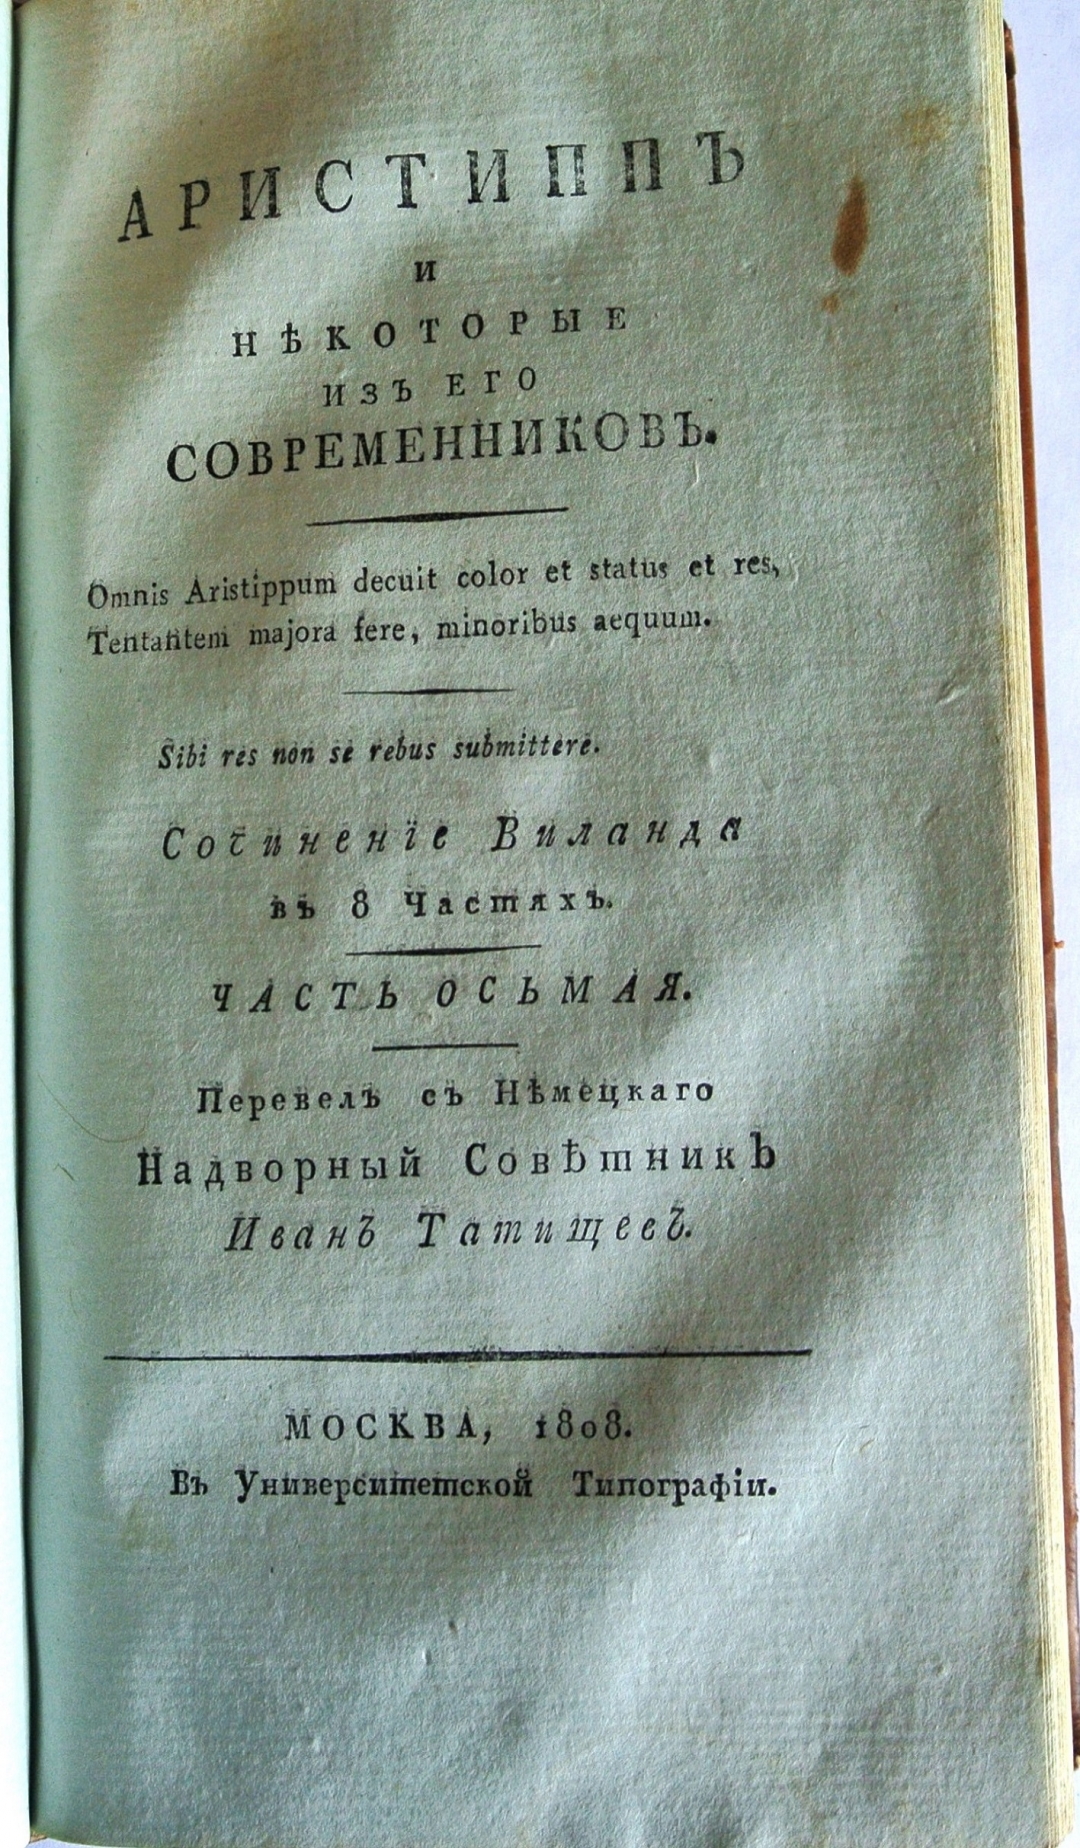 АРИСТИППЪ
И
НѢКОТОРЫЕ
ИЗЪ ЕГО
СОВРЕМЕННИКОВЪ.
Omnis Aristippum decuit color et status et res,
Tentantem majora fere, minoribus aequum.
Sibi res non se rebus submittere.
Сочиненїе Виланда
въ 8 Частяхъ.
ЧАСТЬ ОСЬМАЯ.
Перевелъ съ Нѣмецкаго
Надворный Совѣтникъ
Иванъ Татищевъ.
МОСКВА, 1808.
Въ Университетской Типографіи.